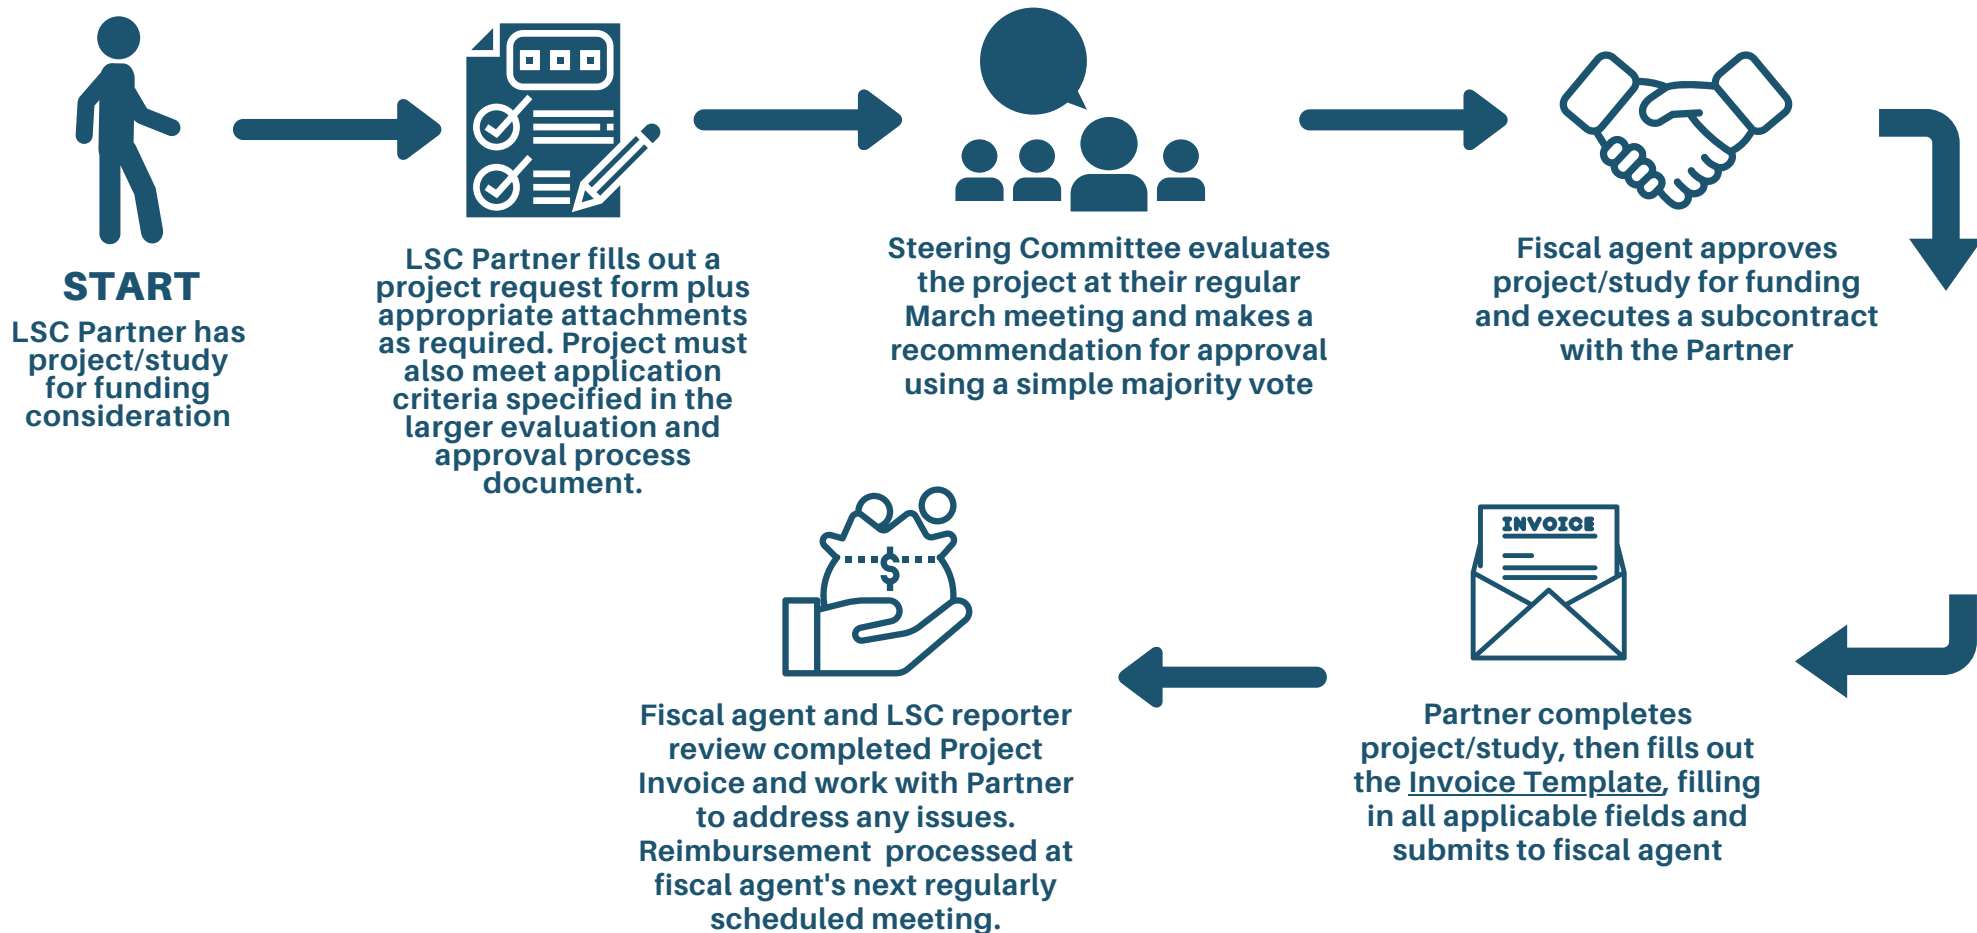 START
LSC Partner has
project/study
for funding
consideration
LSC Partner fills out a
project request form plus
appropriate attachments
as required. Project must
also meet application
criteria specified in the
larger evaluation and
approval process
document.
Steering Committee evaluates
the project at their regular
March meeting and makes a
recommendation for approval
using a simple majority vote
Fiscal agent approves
project/study for funding
and executes a subcontract
with the Partner
INVOICE
Partner completes
project/study, then fills out
the Invoice Template, filling
in all applicable fields and
submits to fiscal agent
$
Fiscal agent and LSC reporter
review completed Project
Invoice and work with Partner
to address any issues.
Reimbursement  processed at
fiscal agent's next regularly
scheduled meeting.